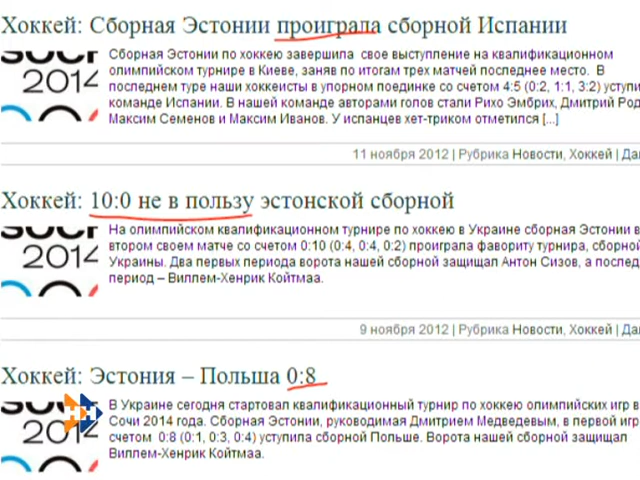 Хоккей: Сборная Эстонии проиграла сборной Испании
Сборная Эстонии по хоккею завершила свое выступление на квалификационном
2014
олимпийском турнире в Киеве, заняв по итогам трех матчей последнее место. В
последнем туре наши хоккеисты в упорном поединке со счетом 4:5 (0:2, 1:1, 3:2) уступи
команде Испании. В нашей команде авторами голов стали Рихо Эмбрих, Дмитрий Род
Максим Семенов и Максим Иванов. У испанцев хет-триком отметился [...]
11 ноября 2012 | Рубрика Новости, Хоккей | Дал
Хоккей: 10:0 не в пользу эстонской сборной
На олимпийском квалификационном турнире по хоккею в Украине сборная Эстонии в
2014
втором своем матче со счетом 0:10 (0:4, 0:4, 0:2) проиграла фавориту турнира, сборной
Украины. Два первых периода ворота нашей сборной защищал Антон Сизов, а послед
период – Виллем-Хенрик Койтмаа.
9 ноября 2012 | Рубрика Новости, Хоккей | Дал
Хоккей: Эстония – Польша 0:8
В Украине сегодня стартовал квалификационный турнир по хоккею олимпийских игр в
2014
Сочи 2014 года. Сборная Эстонии, руководимая Дмитрием Медведевым, в первой игр
счетом 0:8 (0:1, 0:3, 0:4) уступила сборной Польше. Ворота нашей сборной защищал
Виллем-Хенрик Койтмаа.